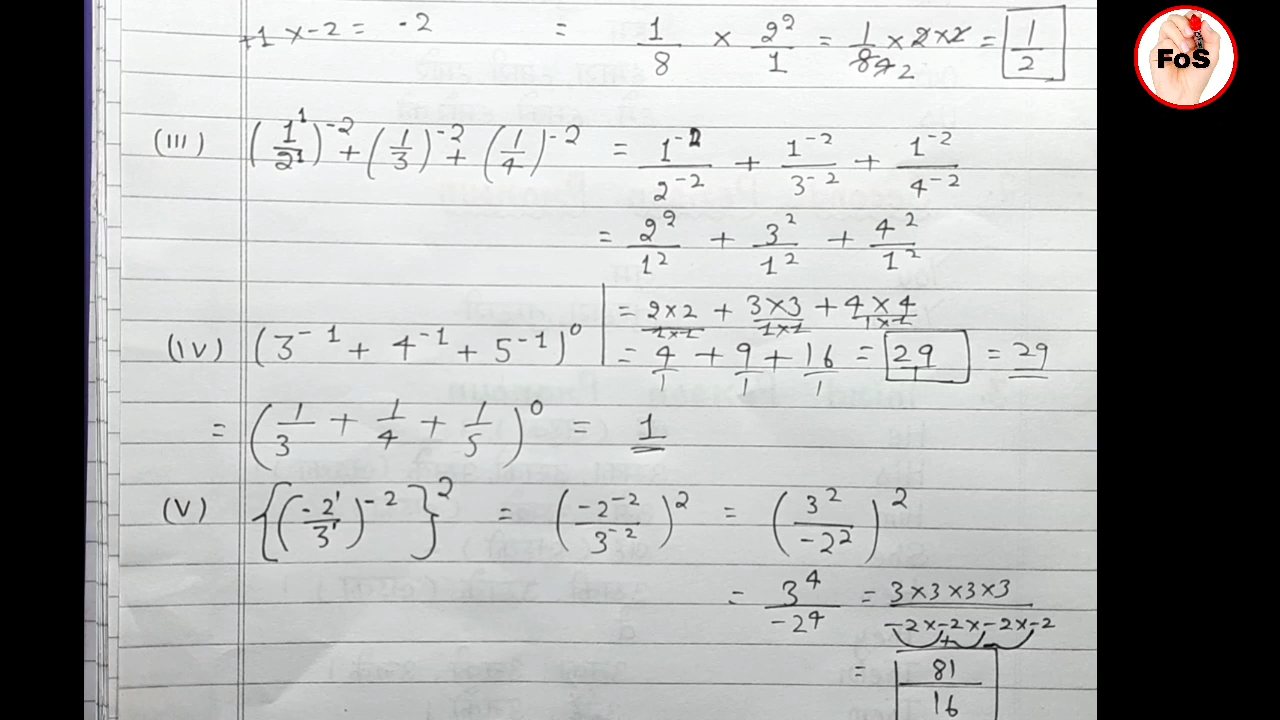 +1 × -2 = -2 = 1/8 × 2²/1 = 1/8 × 2 × 2 = 1/2
FoS
(III) (1¹/2¹)⁻² + (1/3)⁻² + (1/4)⁻² = 1⁻²/2⁻² + 1⁻²/3⁻² + 1⁻²/4⁻²
= 2²/1² + 3²/1² + 4²/1²
= 2×2/1×1 + 3×3/1×1 + 4×4/1×1
(IV) (3⁻¹ + 4⁻¹ + 5⁻¹)⁰ = 4/1 + 9/1 + 16/1 = 29 = 29
= (1/3 + 1/4 + 1/5)⁰ = 1
(V) {(-2¹/3¹)⁻²}² = (-2⁻²/3⁻²)² = (3²/-2²)²
= 3⁴/-2⁴ = 3×3×3×3/-2×-2×-2×-2
+
= 81/16